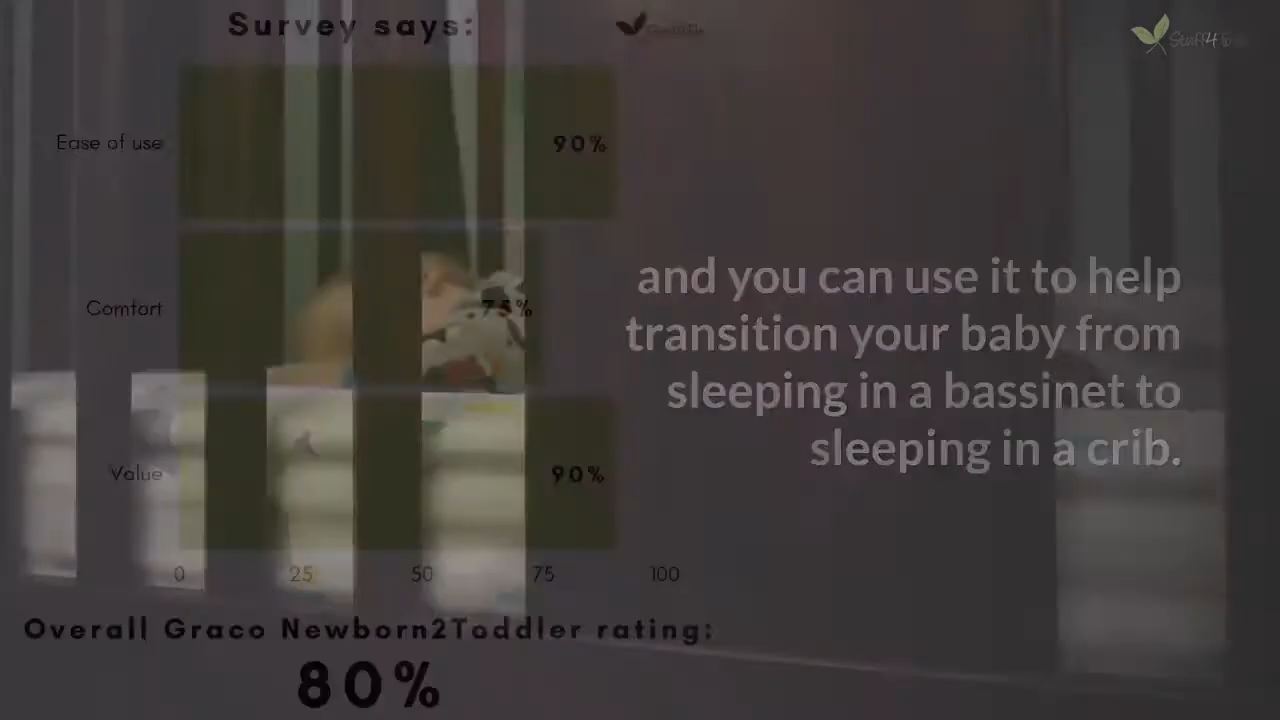 Survey says:
Ease of use
90%
Comfort
75%
Value
90%
0 25 50 75 100
Overall Graco Newborn2Toddler rating:
80%
and you can use it to help
transition your baby from
sleeping in a bassinet to
sleeping in a crib.